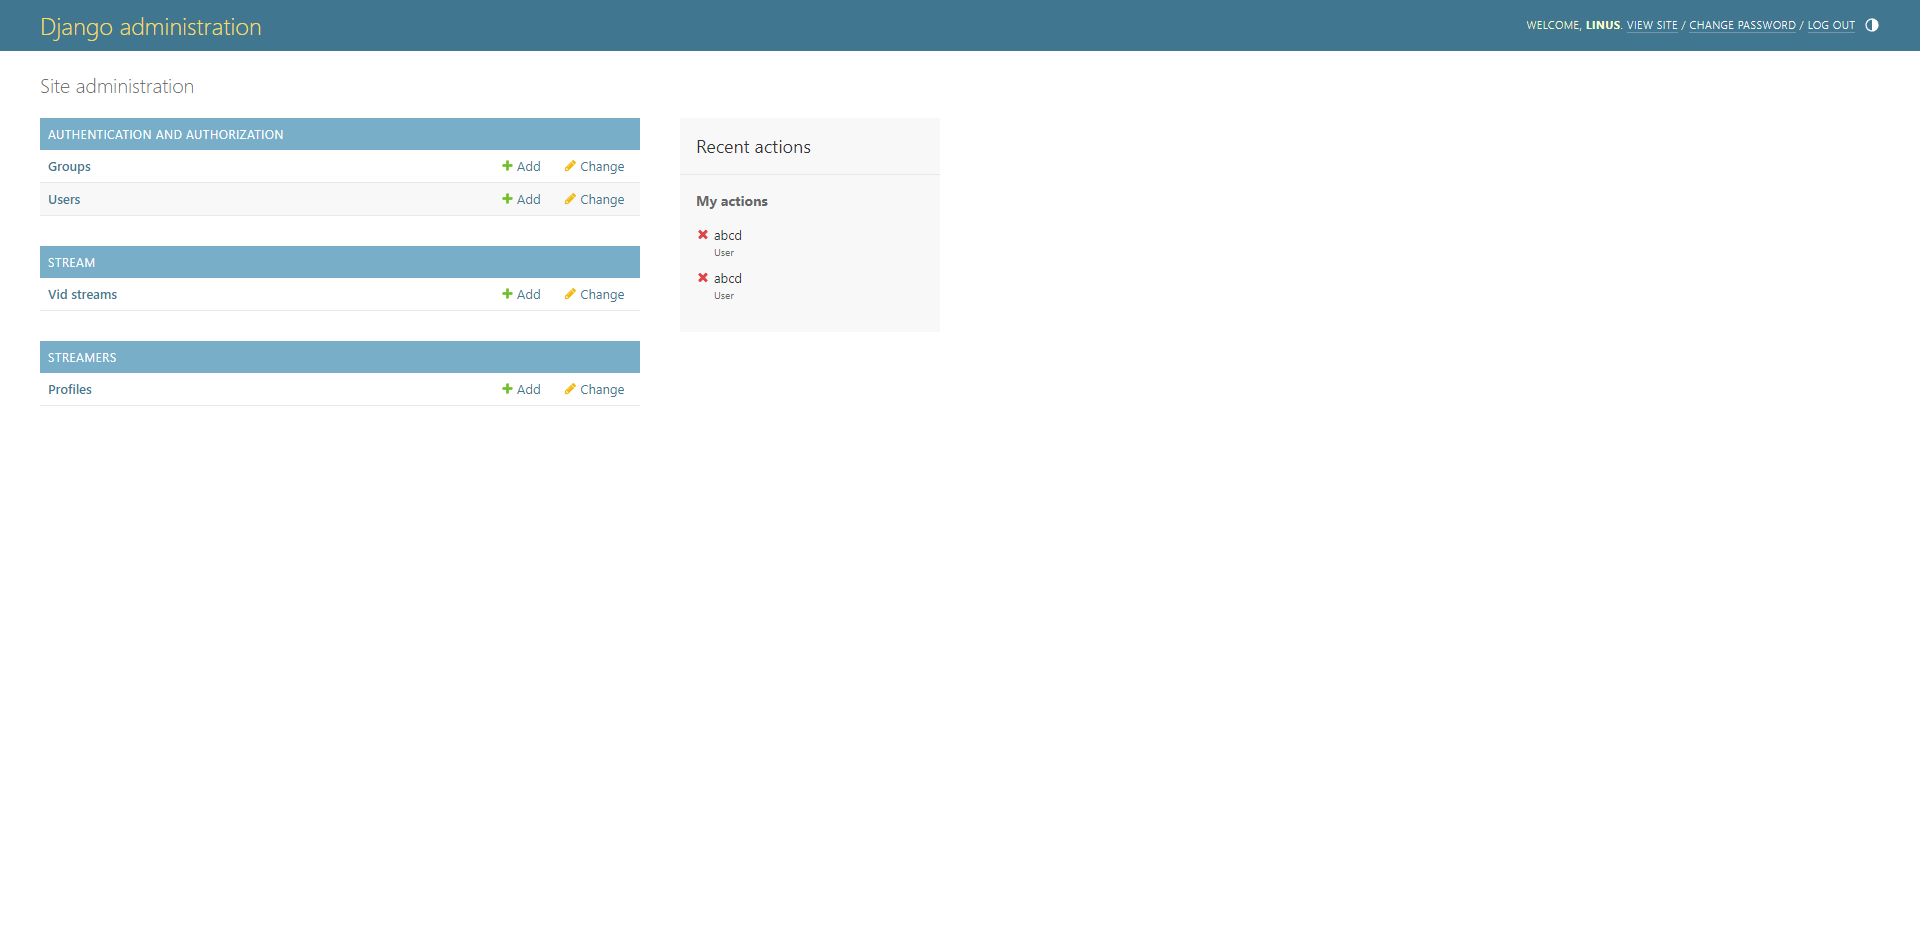 Django administration
WELCOME, LINUS. VIEW SITE / CHANGE PASSWORD / LOG OUT
Site administration
AUTHENTICATION AND AUTHORIZATION
Groups Add Change
Users Add Change
STREAM
Vid streams Add Change
STREAMERS
Profiles Add Change
Recent actions
My actions
abcd
User
abcd
User